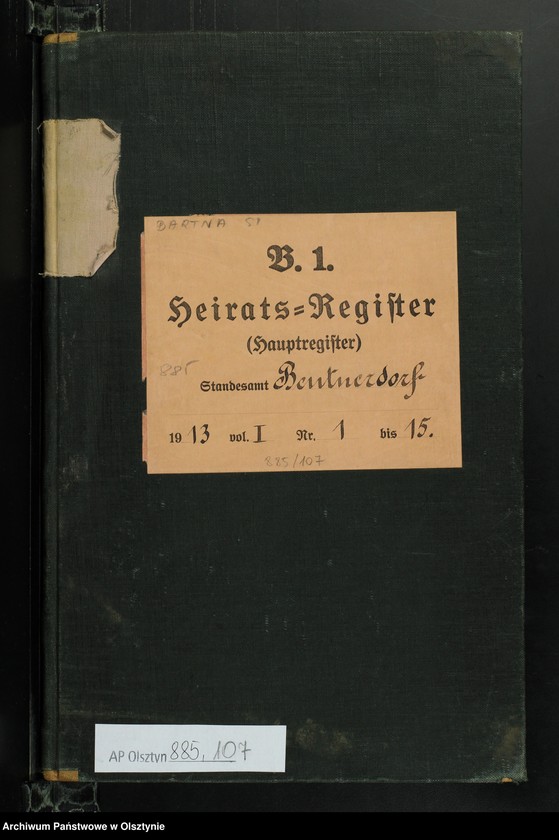 BARTNA 51
B. 1.
Heirats=Regiſter
(Hauptregiſter)
885
Standesamt Beutnerdorf
1913 vol. I Nr. 1 bis 15.
885/107
AP Olsztyn 885, 107
Archiwum Państwowe w Olsztynie